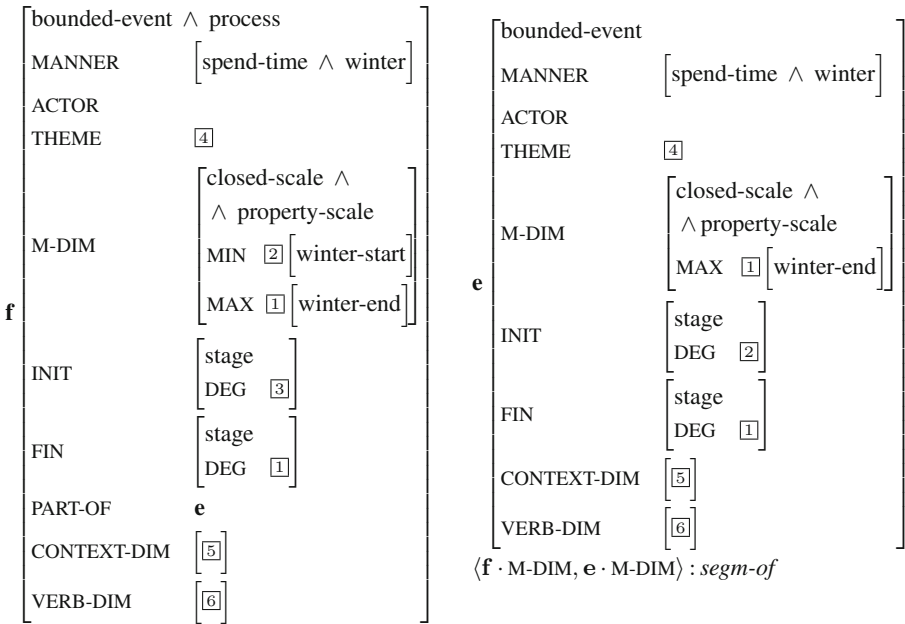 f
bounded-event ∧ process
MANNER [spend-time ∧ winter]
ACTOR
THEME 4
M-DIM
closed-scale ∧
∧ property-scale
MIN 2 [winter-start]
MAX 1 [winter-end]
INIT
stage
DEG 3
FIN
stage
DEG 1
PART-OF e
CONTEXT-DIM [5]
VERB-DIM [6]
e
bounded-event
MANNER [spend-time ∧ winter]
ACTOR
THEME 4
M-DIM
closed-scale ∧
∧ property-scale
MAX 1 [winter-end]
INIT
stage
DEG 2
FIN
stage
DEG 1
CONTEXT-DIM [5]
VERB-DIM [6]
⟨f · M-DIM, e · M-DIM⟩ : segm-of